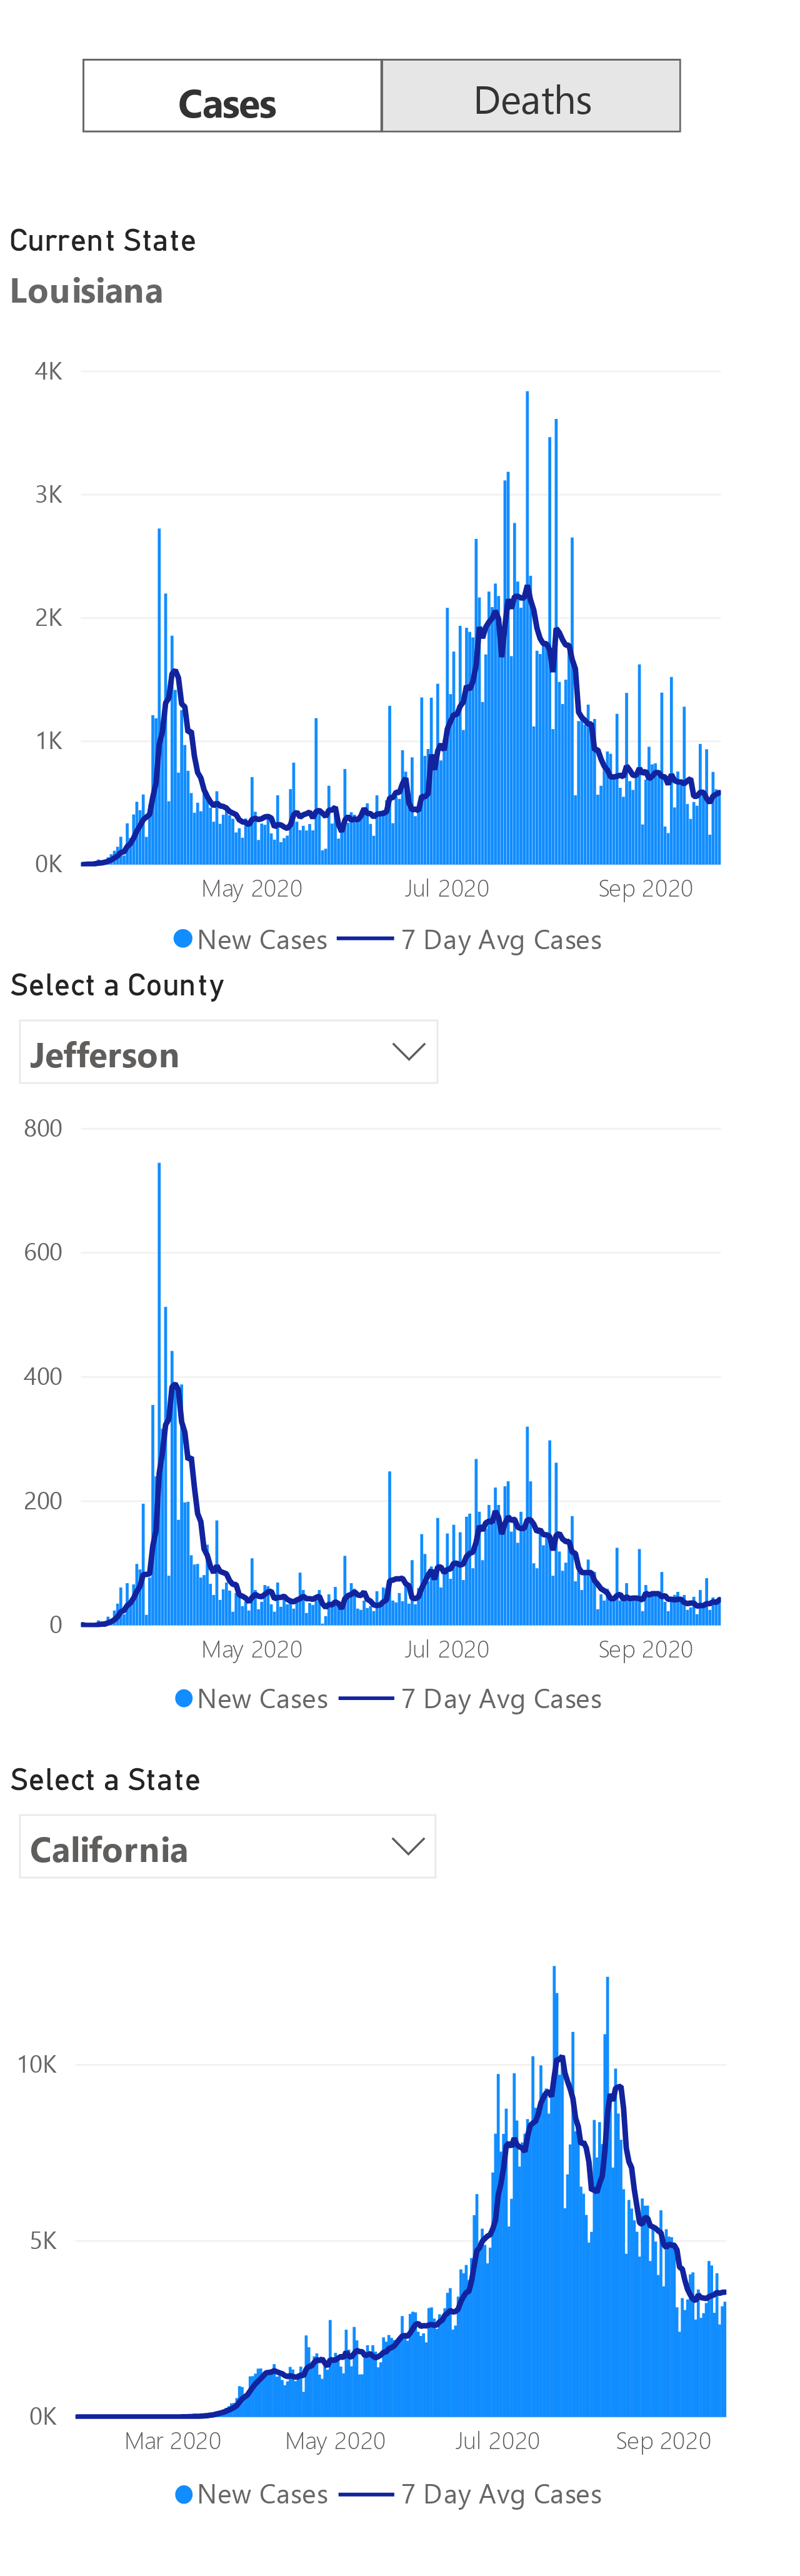 Cases Deaths
Current State
Louisiana
4K
3K
2K
1K
0K
May 2020 Jul 2020 Sep 2020
New Cases 7 Day Avg Cases
Select a County
Jefferson
800
600
400
200
0
May 2020 Jul 2020 Sep 2020
New Cases 7 Day Avg Cases
Select a State
California
10K
5K
0K
Mar 2020 May 2020 Jul 2020 Sep 2020
New Cases 7 Day Avg Cases